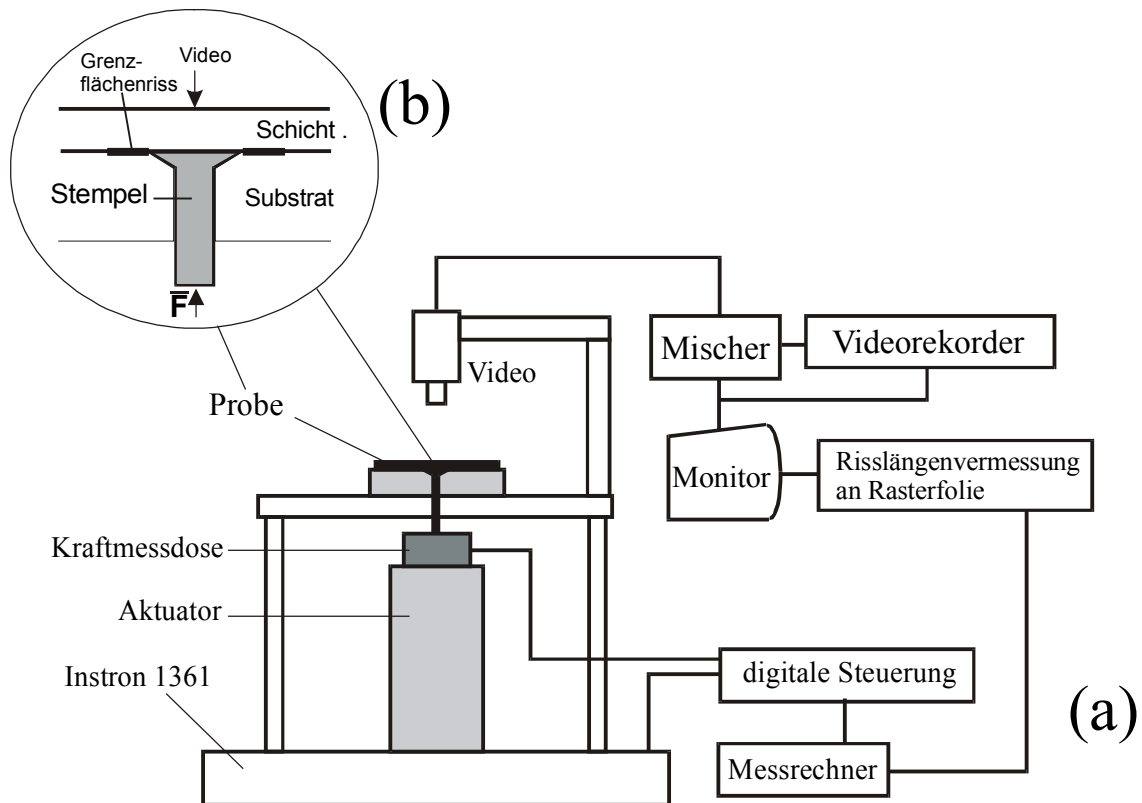 Grenz-
flächenriss
Video
(b)
Schicht .
Stempel
Substrat
F
Probe
Video
Mischer
Videorekorder
Monitor
Risslängenvermessung
an Rasterfolie
Kraftmessdose
Aktuator
Instron 1361
digitale Steuerung
(a)
Messrechner